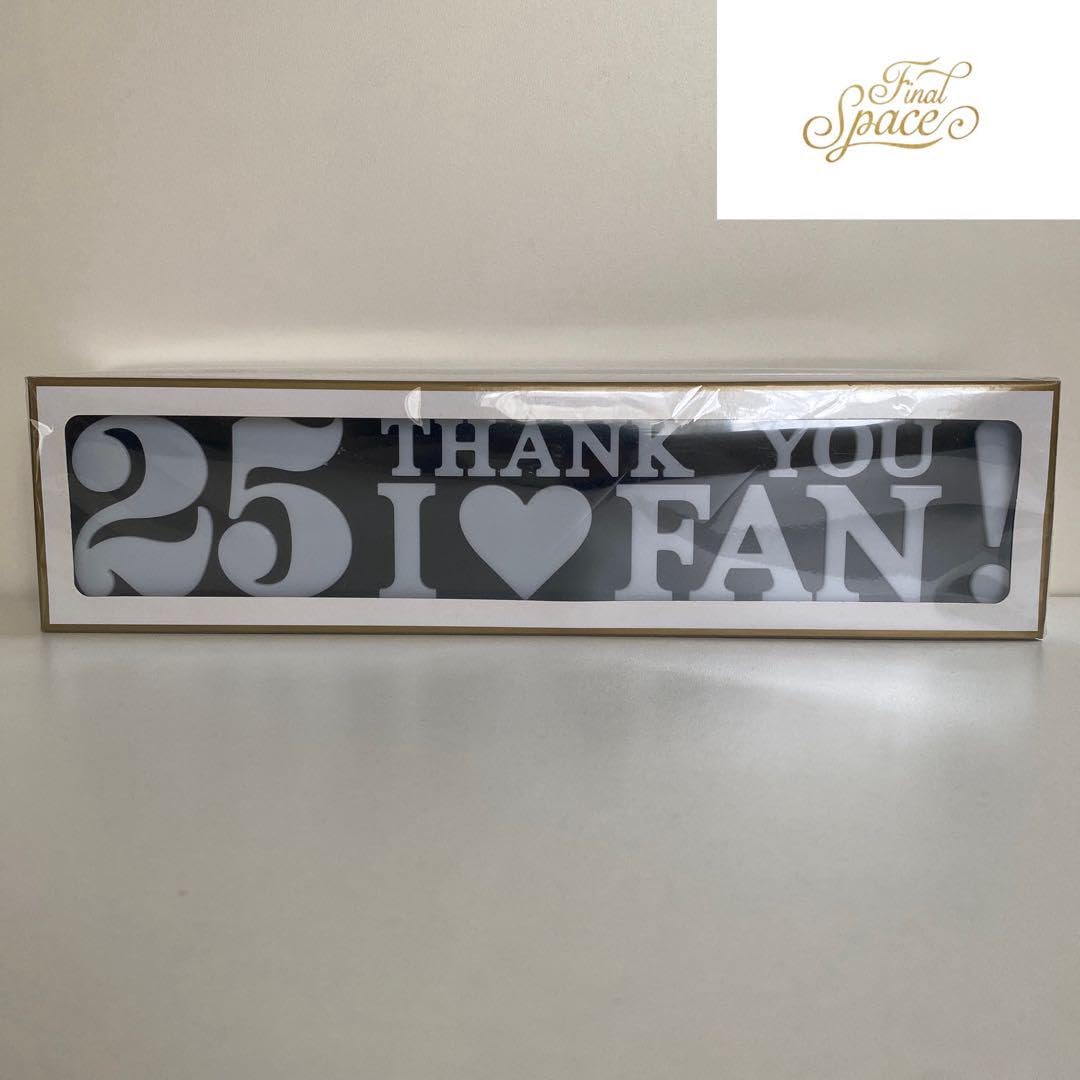 Final
Space
25 THANK YOU
I ♥ FAN!